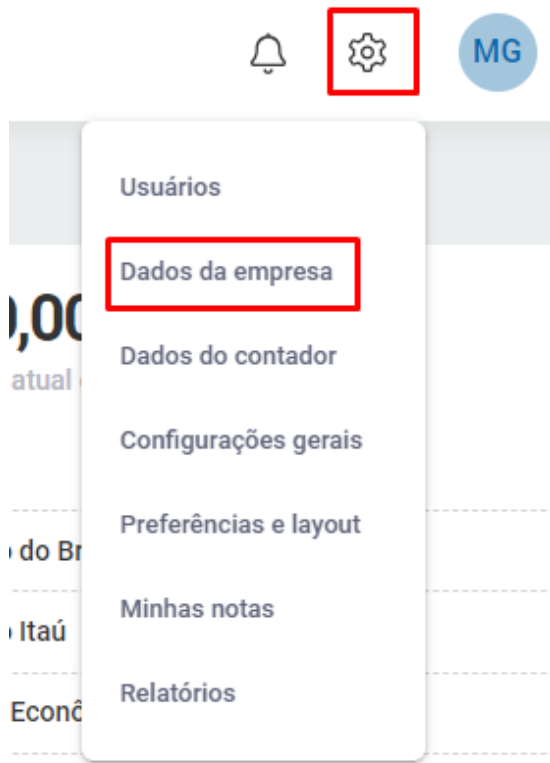 MG
Usuários
Dados da empresa
,00
Dados do contador
atual
Configurações gerais
Preferências e layout
do Br
Minhas notas
Itaú
Relatórios
Econô